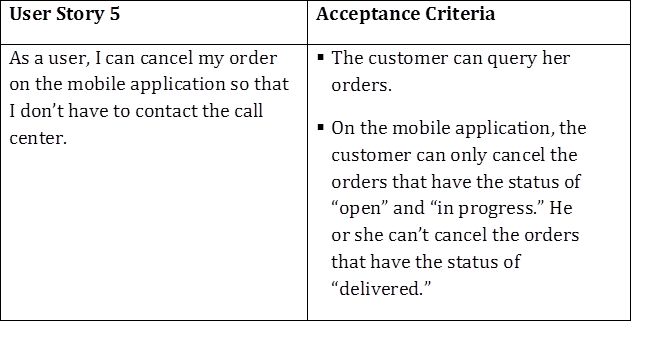 User Story 5
Acceptance Criteria
As a user, I can cancel my order
on the mobile application so that
I don’t have to contact the call
center.
▪ The customer can query her
orders.
▪ On the mobile application, the
customer can only cancel the
orders that have the status of
“open” and “in progress.” He
or she can’t cancel the orders
that have the status of
“delivered.”